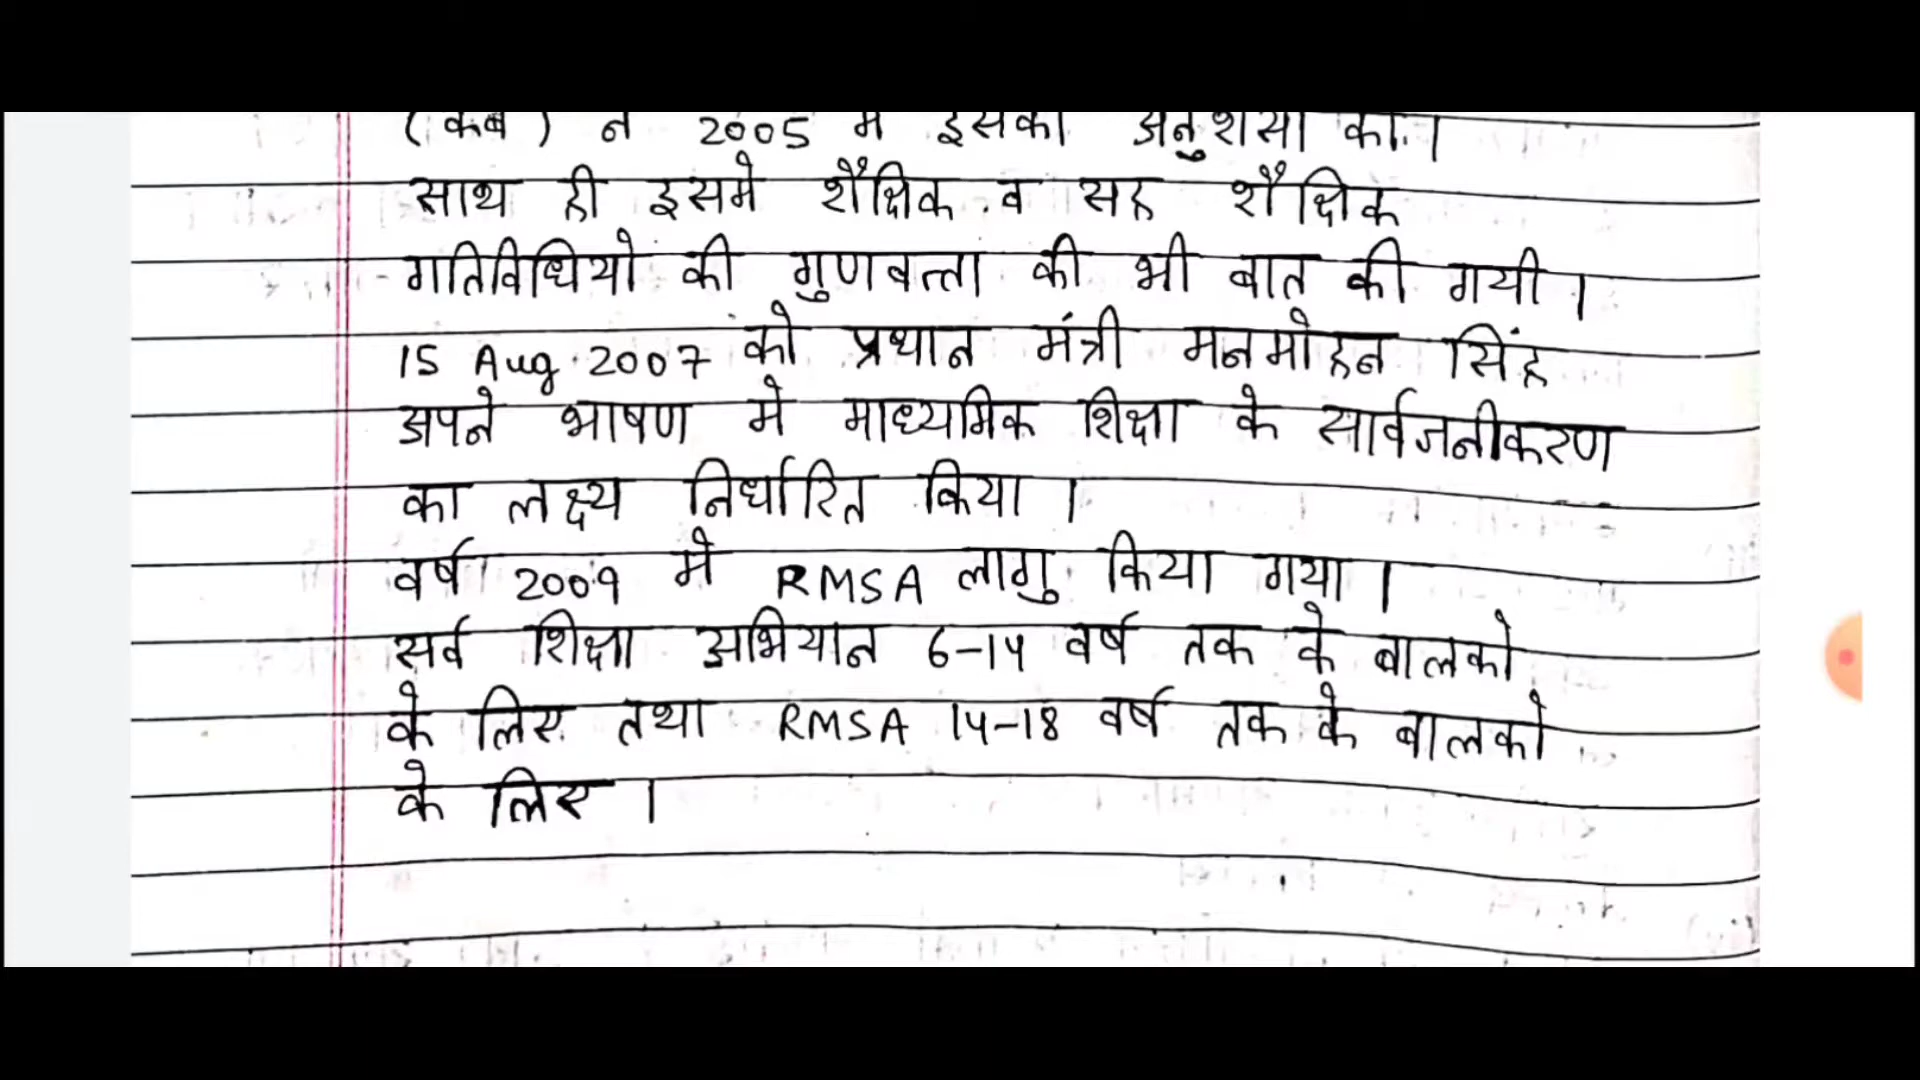 (कब) ने 2005 में इसकी अनुशंसा की।
साथ ही इसमे शैक्षिक व सह शैक्षिक
गतिविधियो की गुणवत्ता की भी बात की गयी।
15 Aug 2007 को प्रधान मंत्री मनमोहन सिंह
अपने भाषण मे माध्यमिक शिक्षा के सार्वजनीकरण
का लक्ष्य निर्धारित किया।
वर्ष 2009 मे RMSA लागु किया गया।
सर्व शिक्षा अभियान 6-14 वर्ष तक के बालको
के लिए तथा RMSA 14-18 वर्ष तक के बालको
के लिए।